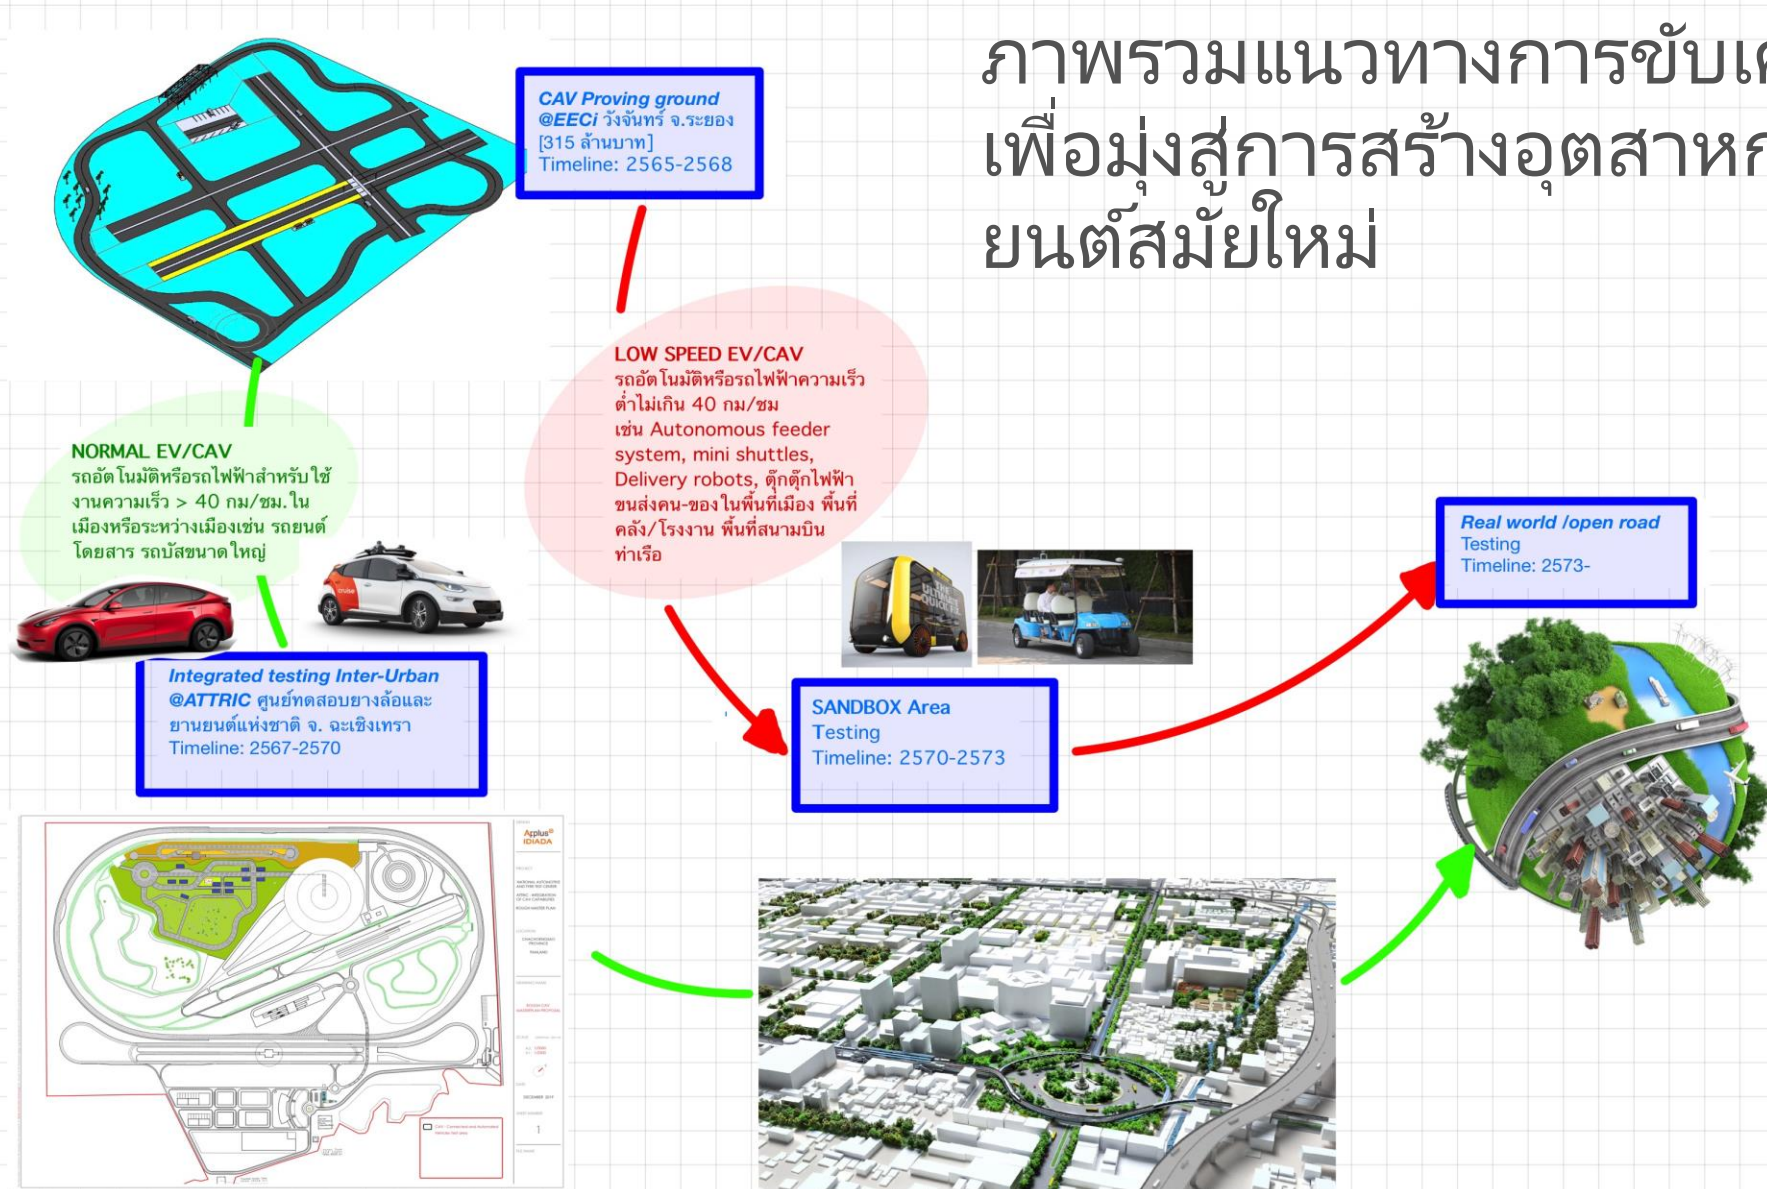 ภาพรวมแนวทางการขับเค
เพื่อมุ่งสู่การสร้างอุตสาหก
ยนต์สมัยใหม่
CAV Proving ground
@EECi วังจันทร์ จ.ระยอง
[315 ล้านบาท]
Timeline: 2565-2568
LOW SPEED EV/CAV
รถอัตโนมัติหรือรถไฟฟ้าความเร็ว
ต่ำไม่เกิน 40 กม/ชม
เช่น Autonomous feeder
system, mini shuttles,
Delivery robots, ตุ๊กตุ๊กไฟฟ้า
ขนส่งคน-ของในพื้นที่เมือง พื้นที่
คลัง/โรงงาน พื้นที่สนามบิน
ท่าเรือ
NORMAL EV/CAV
รถอัตโนมัติหรือรถไฟฟ้าสำหรับใช้
งานความเร็ว > 40 กม/ชม.ใน
เมืองหรือระหว่างเมืองเช่น รถยนต์
โดยสาร รถบัสขนาดใหญ่
cruise
Integrated testing Inter-Urban
@ATTRIC ศูนย์ทดสอบยางล้อและ
ยานยนต์แห่งชาติ จ. ฉะเชิงเทรา
Timeline: 2567-2570
SANDBOX Area
Testing
Timeline: 2570-2573
Real world /open road
Testing
Timeline: 2573-
Applus
IDIADA
DECEMBER 2019
1